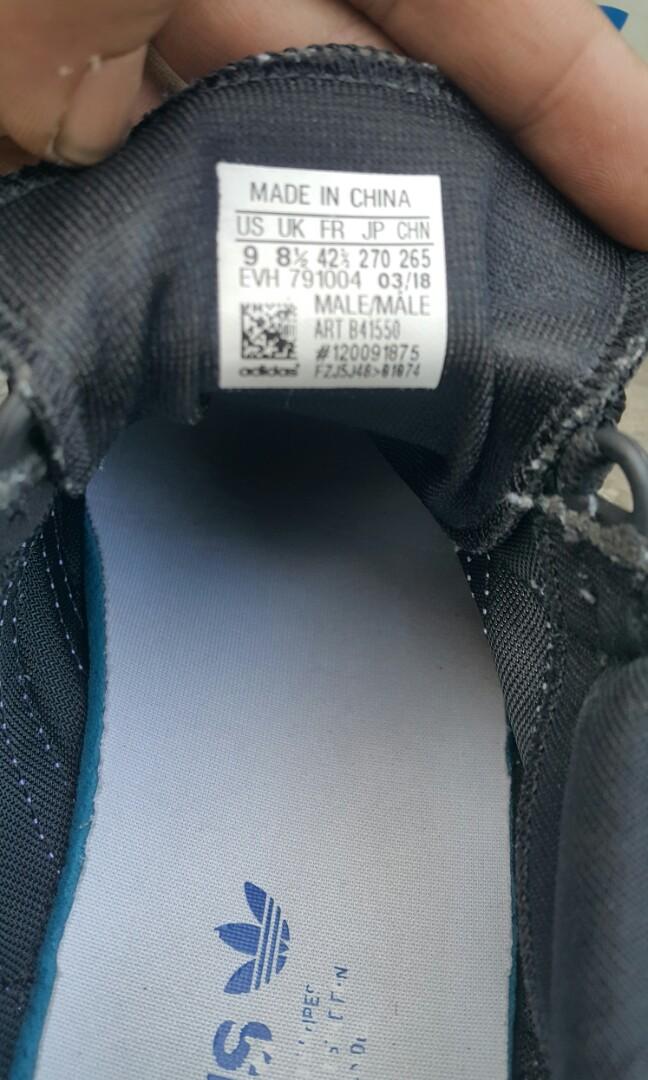 MADE IN CHINA
US UK FR JP CHN
9 8½ 42⅔ 270 265
EVH 791004 03/18
MALE/MÂLE
ART B41550
#120091875
adidas